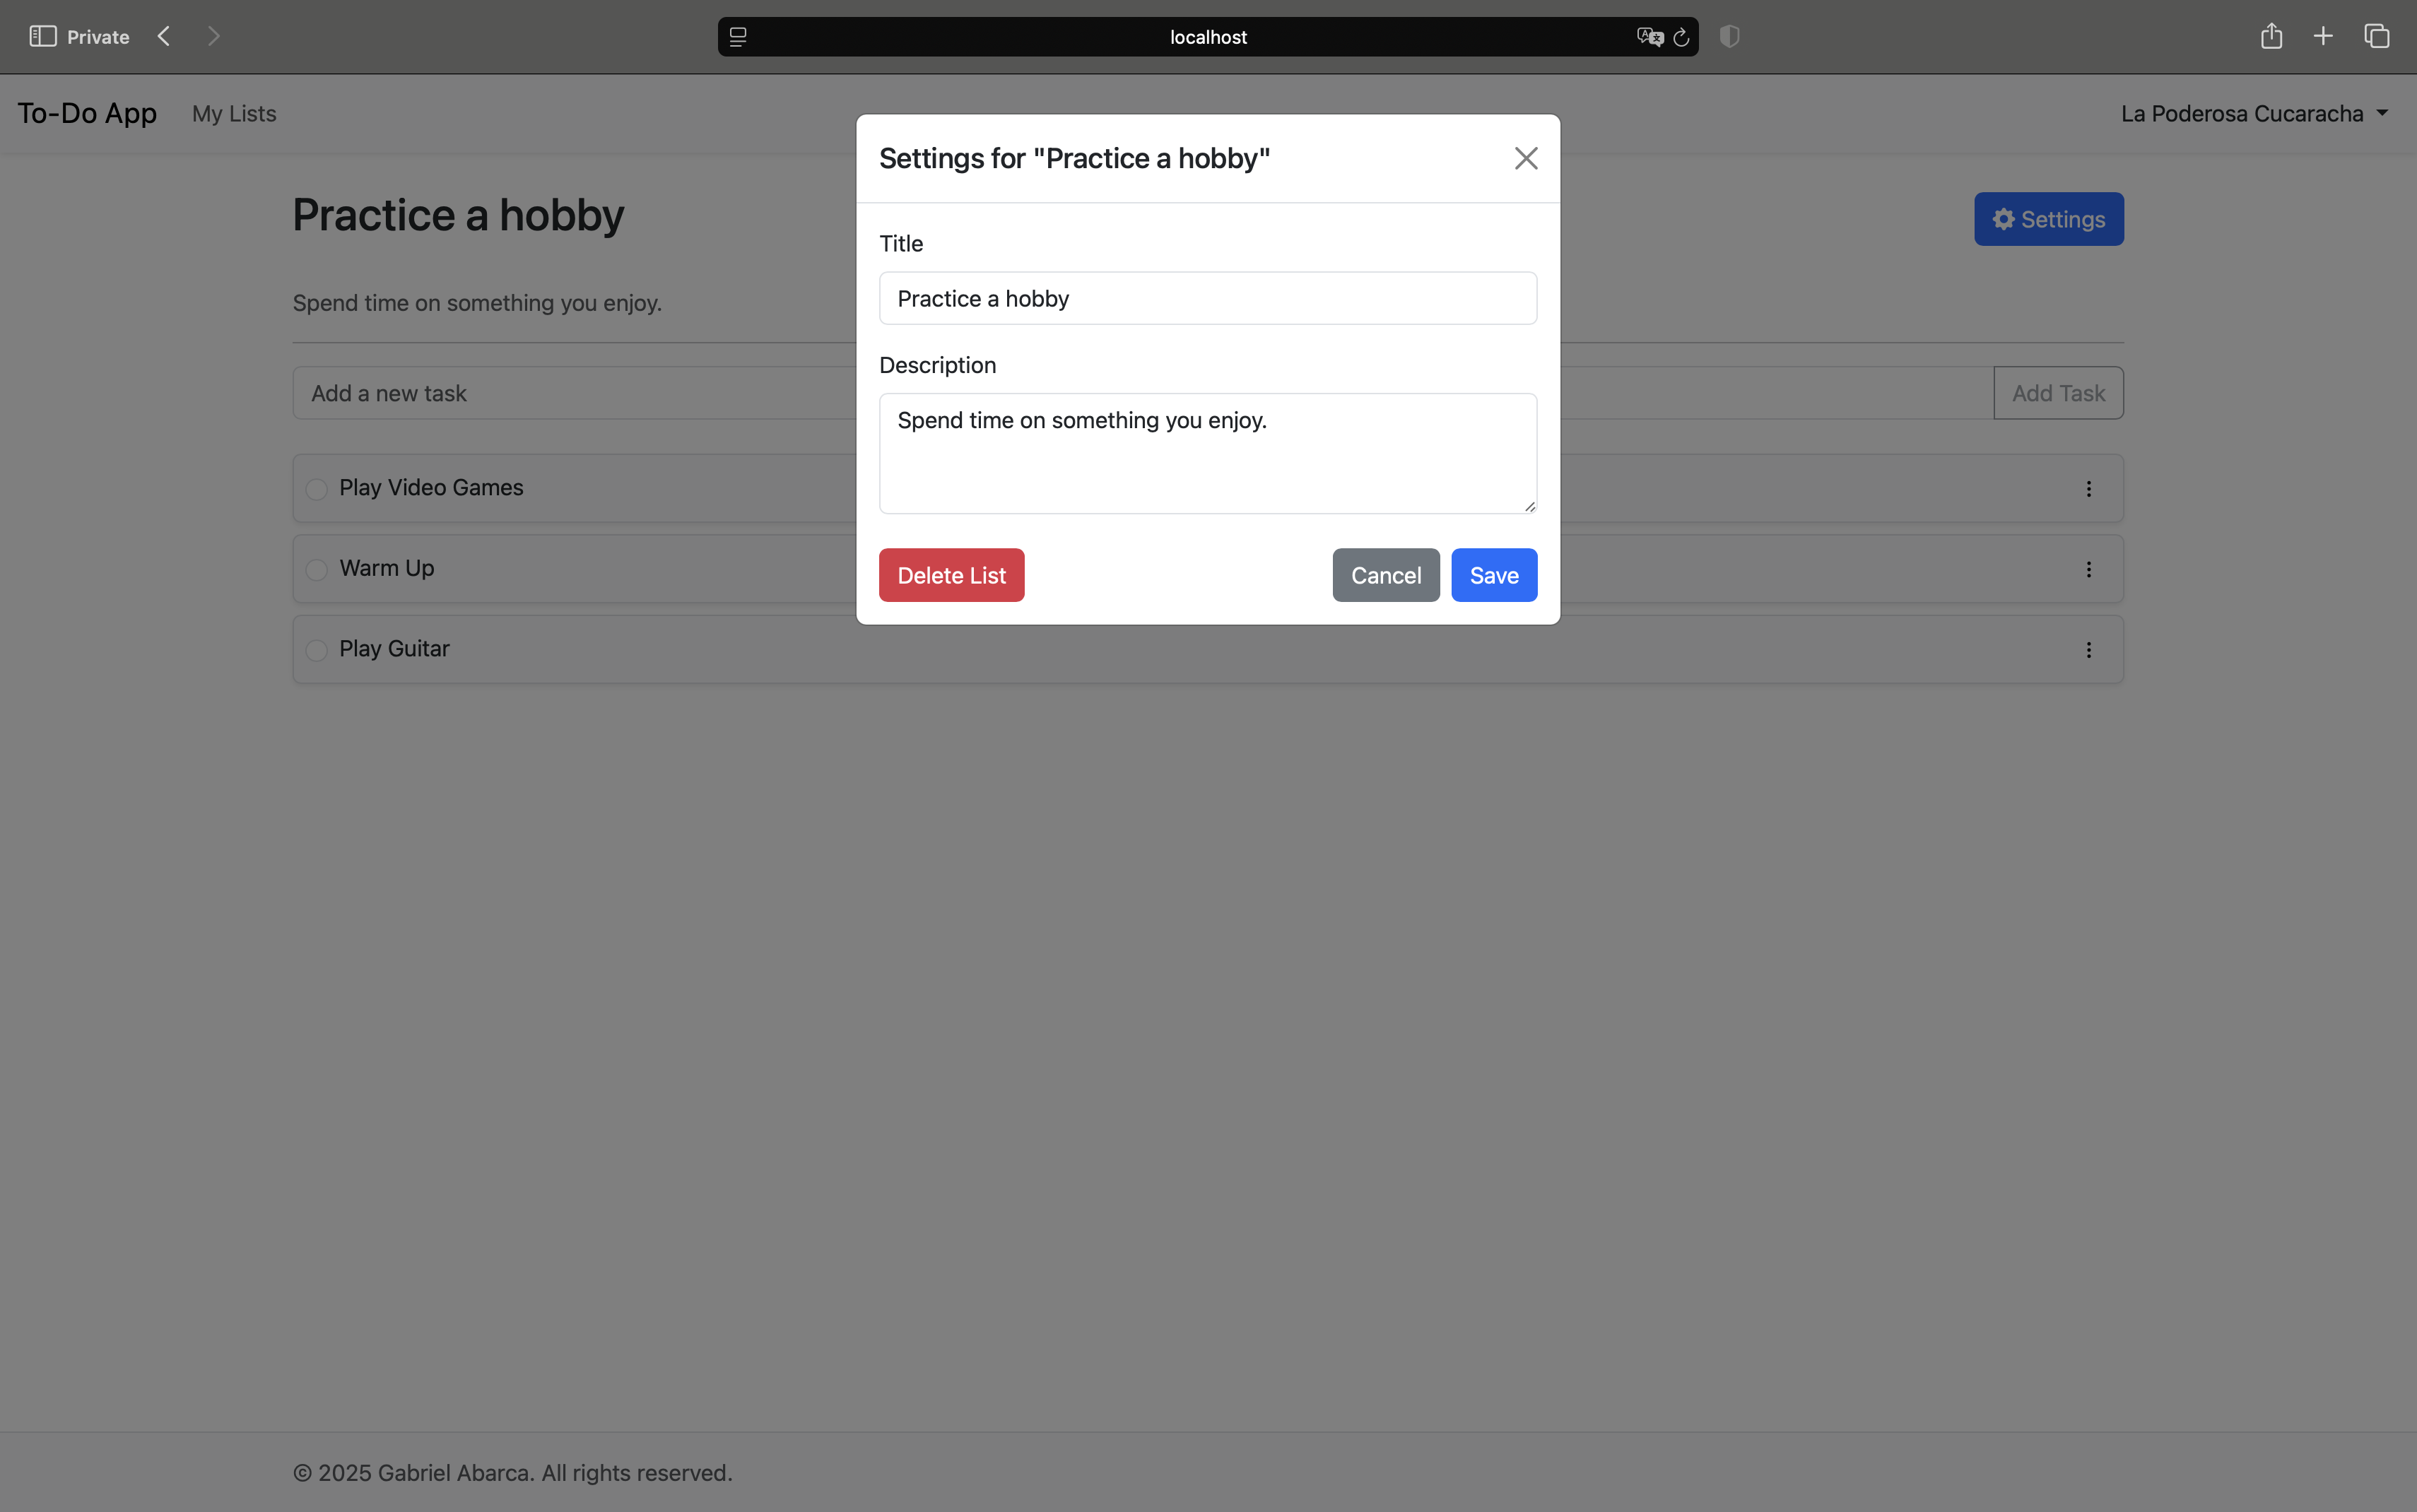 Private
localhost
To-Do App
My Lists
La Poderosa Cucaracha
Practice a hobby
Settings
Spend time on something you enjoy.
Add a new task
Add Task
Play Video Games
Warm Up
Play Guitar
Settings for "Practice a hobby"
Title
Practice a hobby
Description
Spend time on something you enjoy.
Delete List
Cancel
Save
© 2025 Gabriel Abarca. All rights reserved.